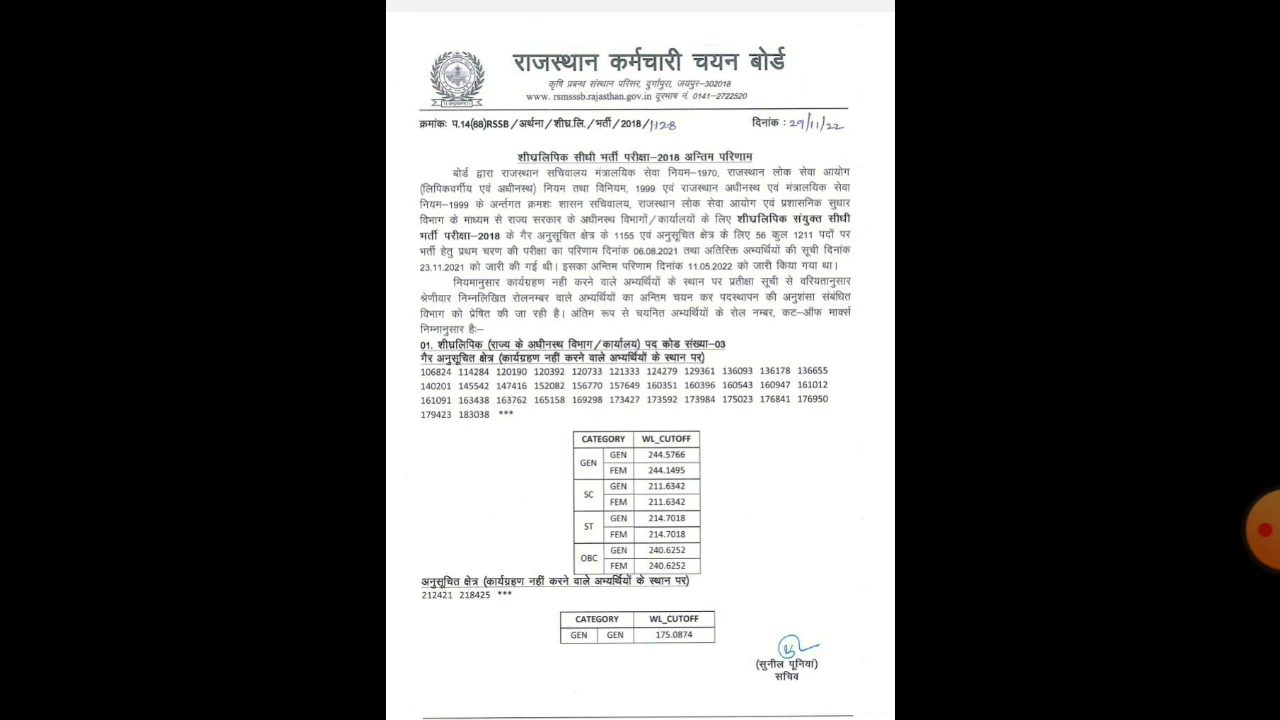 राजस्थान कर्मचारी चयन बोर्ड
कृषि प्रबन्ध संस्थान परिसर, दुर्गापुरा, जयपुर–302018
www. rsmsssb.rajasthan.gov.in दूरभाष नं. 0141–2722520
क्रमांकः प.14(68)RSSB/अर्थना/शीघ्र.लि./भर्ती/2018/1128 दिनांक : 29/11/22
शीघ्रलिपिक सीधी भर्ती परीक्षा–2018 अन्तिम परिणाम
बोर्ड द्वारा राजस्थान सचिवालय मंत्रालयिक सेवा नियम–1970, राजस्थान लोक सेवा आयोग
(लिपिकवर्गीय एवं अधीनस्थ) नियम तथा विनियम, 1999 एवं राजस्थान अधीनस्थ एवं मंत्रालयिक सेवा
नियम–1999 के अर्न्तगत क्रमशः शासन सचिवालय, राजस्थान लोक सेवा आयोग एवं प्रशासनिक सुधार
विभाग के माध्यम से राज्य सरकार के अधीनस्थ विभागों/कार्यालयों के लिए शीघ्रलिपिक संयुक्त सीधी
भर्ती परीक्षा–2018 के गैर अनुसूचित क्षेत्र के 1155 एवं अनुसूचित क्षेत्र के लिए 56 कुल 1211 पदों पर
भर्ती हेतु प्रथम चरण की परीक्षा का परिणाम दिनांक 06.08.2021 तथा अतिरिक्त अभ्यर्थियों की सूची दिनांक
23.11.2021 को जारी की गई थी। इसका अन्तिम परिणाम दिनांक 11.05.2022 को जारी किया गया था।
नियमानुसार कार्यग्रहण नही करने वाले अभ्यर्थियों के स्थान पर प्रतीक्षा सूची से वरियतानुसार
श्रेणीवार निम्नलिखित रोलनम्बर वाले अभ्यर्थियों का अन्तिम चयन कर पदस्थापन की अनुशंसा संबंधित
विभाग को प्रेषित की जा रही है। अंतिम रूप से चयनित अभ्यर्थियों के रोल नम्बर, कट–ऑफ मार्क्स
निम्नानुसार हैः–
01. शीघ्रलिपिक (राज्य के अधीनस्थ विभाग/कार्यालय) पद कोड संख्या–03
गैर अनुसूचित क्षेत्र (कार्यग्रहण नहीं करने वाले अभ्यर्थियों के स्थान पर)
106824 114284 120190 120392 120733 121333 124279 129361 136093 136178 136655
140201 145542 147416 152082 156770 157649 160351 160396 160543 160947 161012
161091 163438 163762 165158 169298 173427 173592 173984 175023 176841 176950
179423 183038 ***
CATEGORY WL_CUTOFF
GEN GEN 244.5766
FEM 244.1495
SC GEN 211.6342
FEM 211.6342
ST GEN 214.7018
FEM 214.7018
OBC GEN 240.6252
FEM 240.6252
अनुसूचित क्षेत्र (कार्यग्रहण नहीं करने वाले अभ्यर्थियों के स्थान पर)
212421 218425 ***
CATEGORY WL_CUTOFF
GEN GEN 175.0874
(सुनील पूनियां)
सचिव